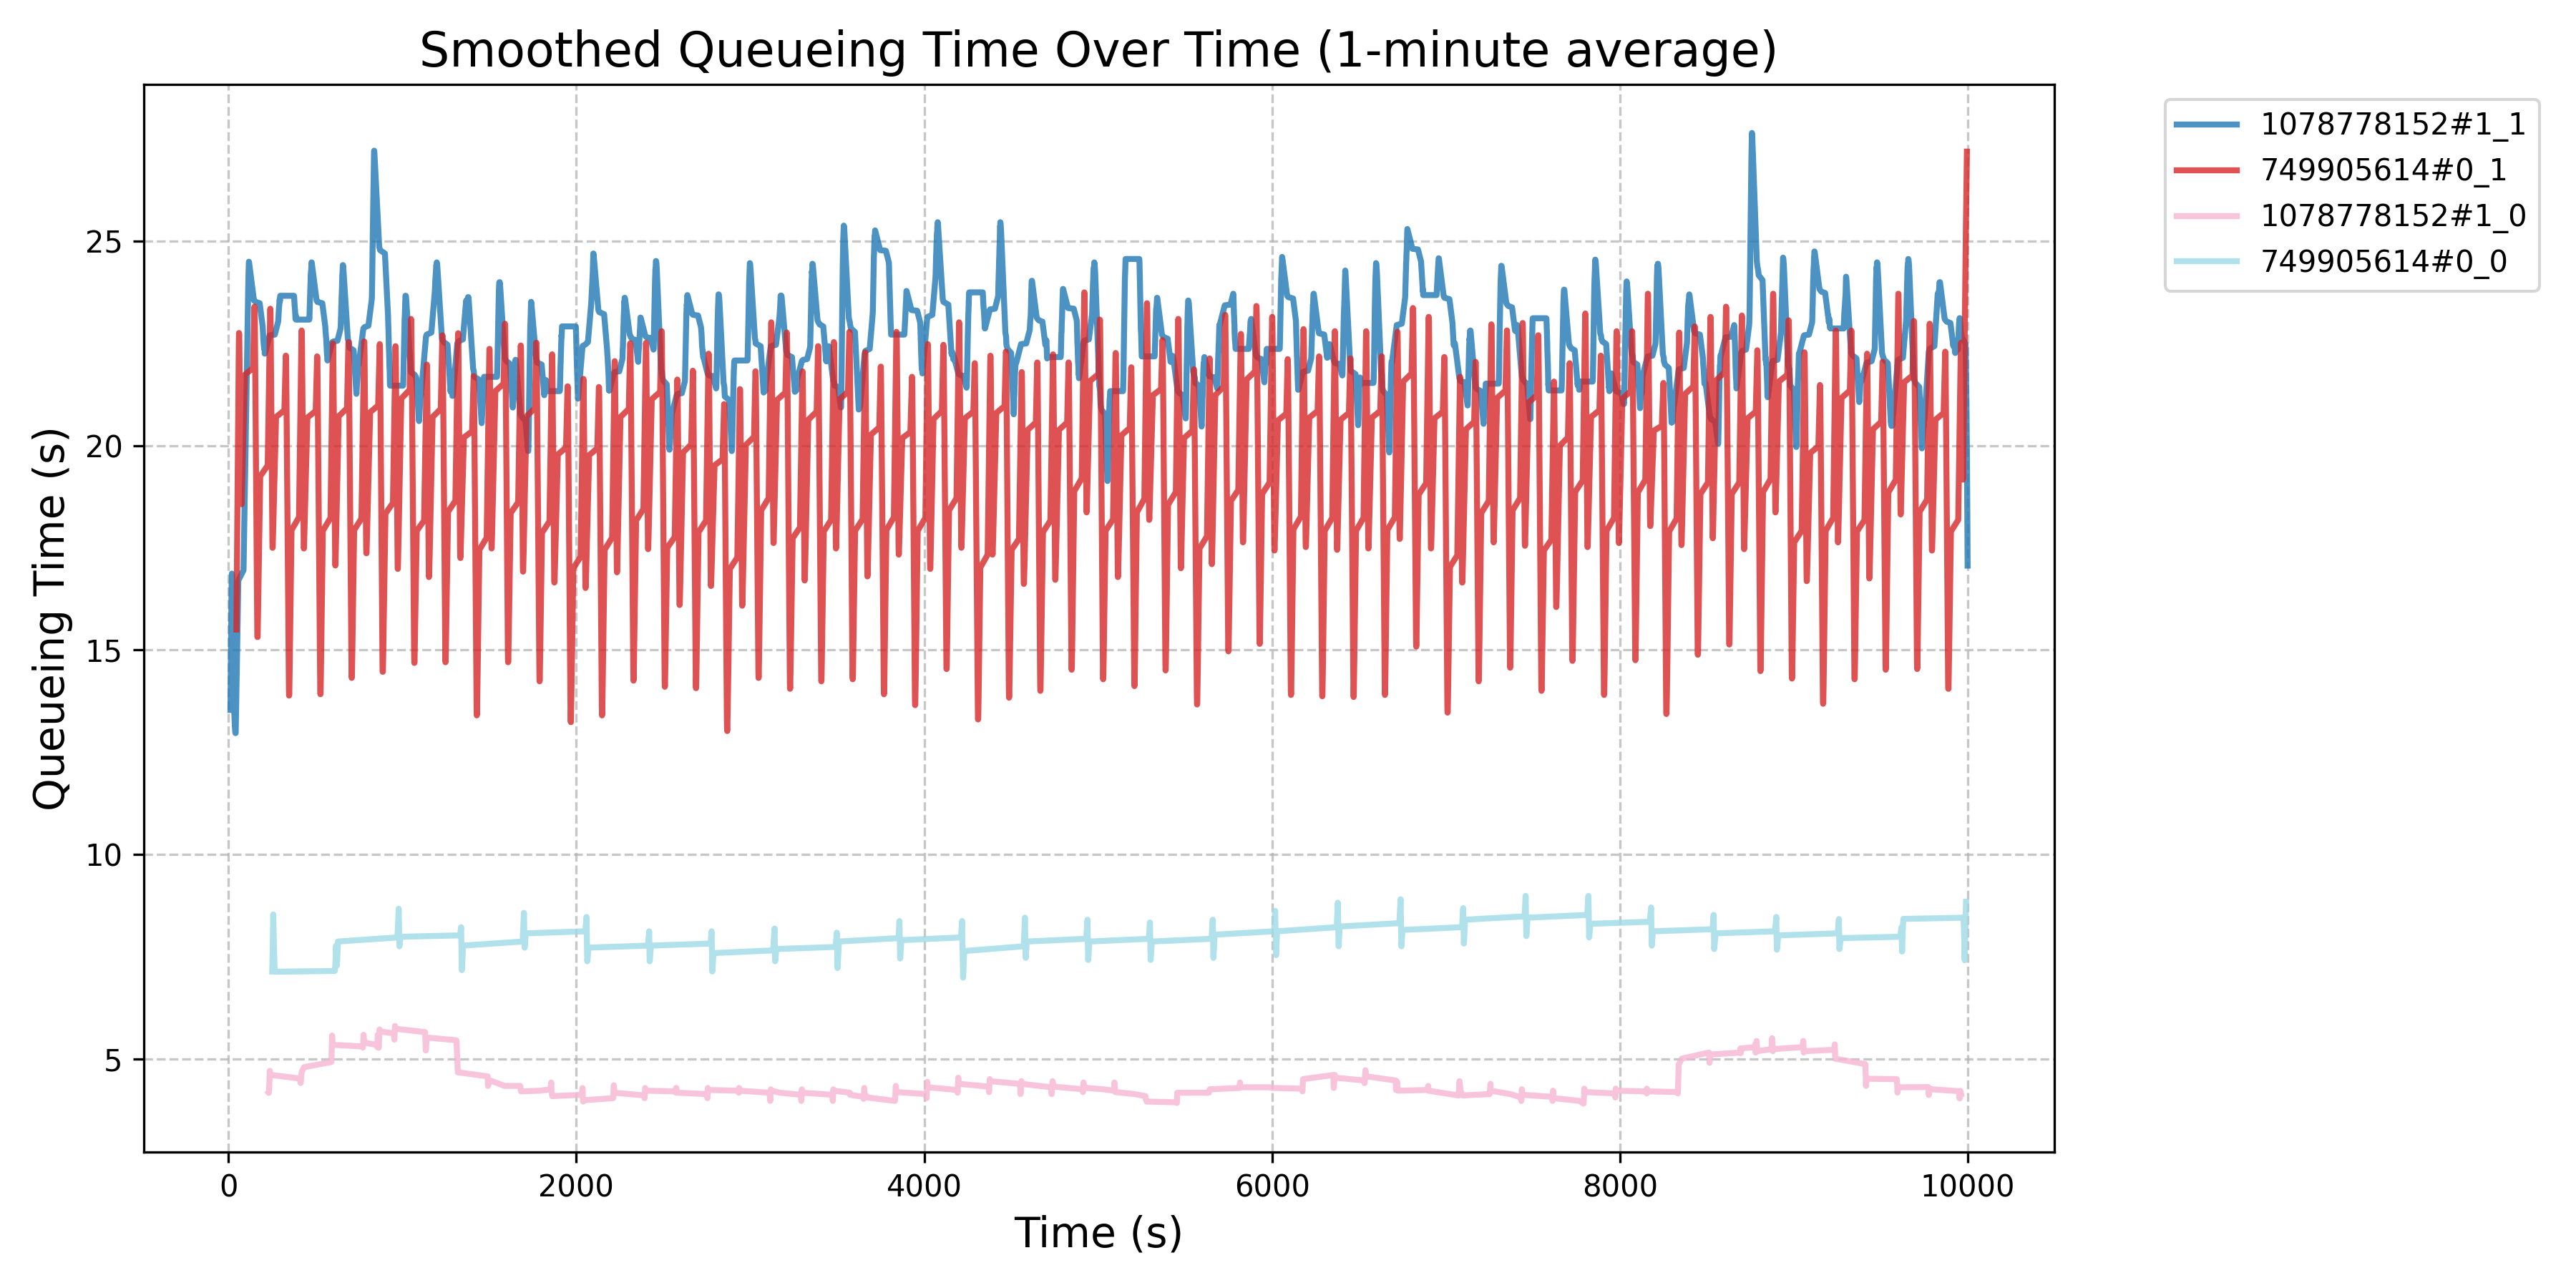 Smoothed Queueing Time Over Time (1-minute average)
1078778152#1_1
749905614#0_1
1078778152#1_0
749905614#0_0
Queueing Time (s)
25
20
15
10
5
0 2000 4000 6000 8000 10000
Time (s)